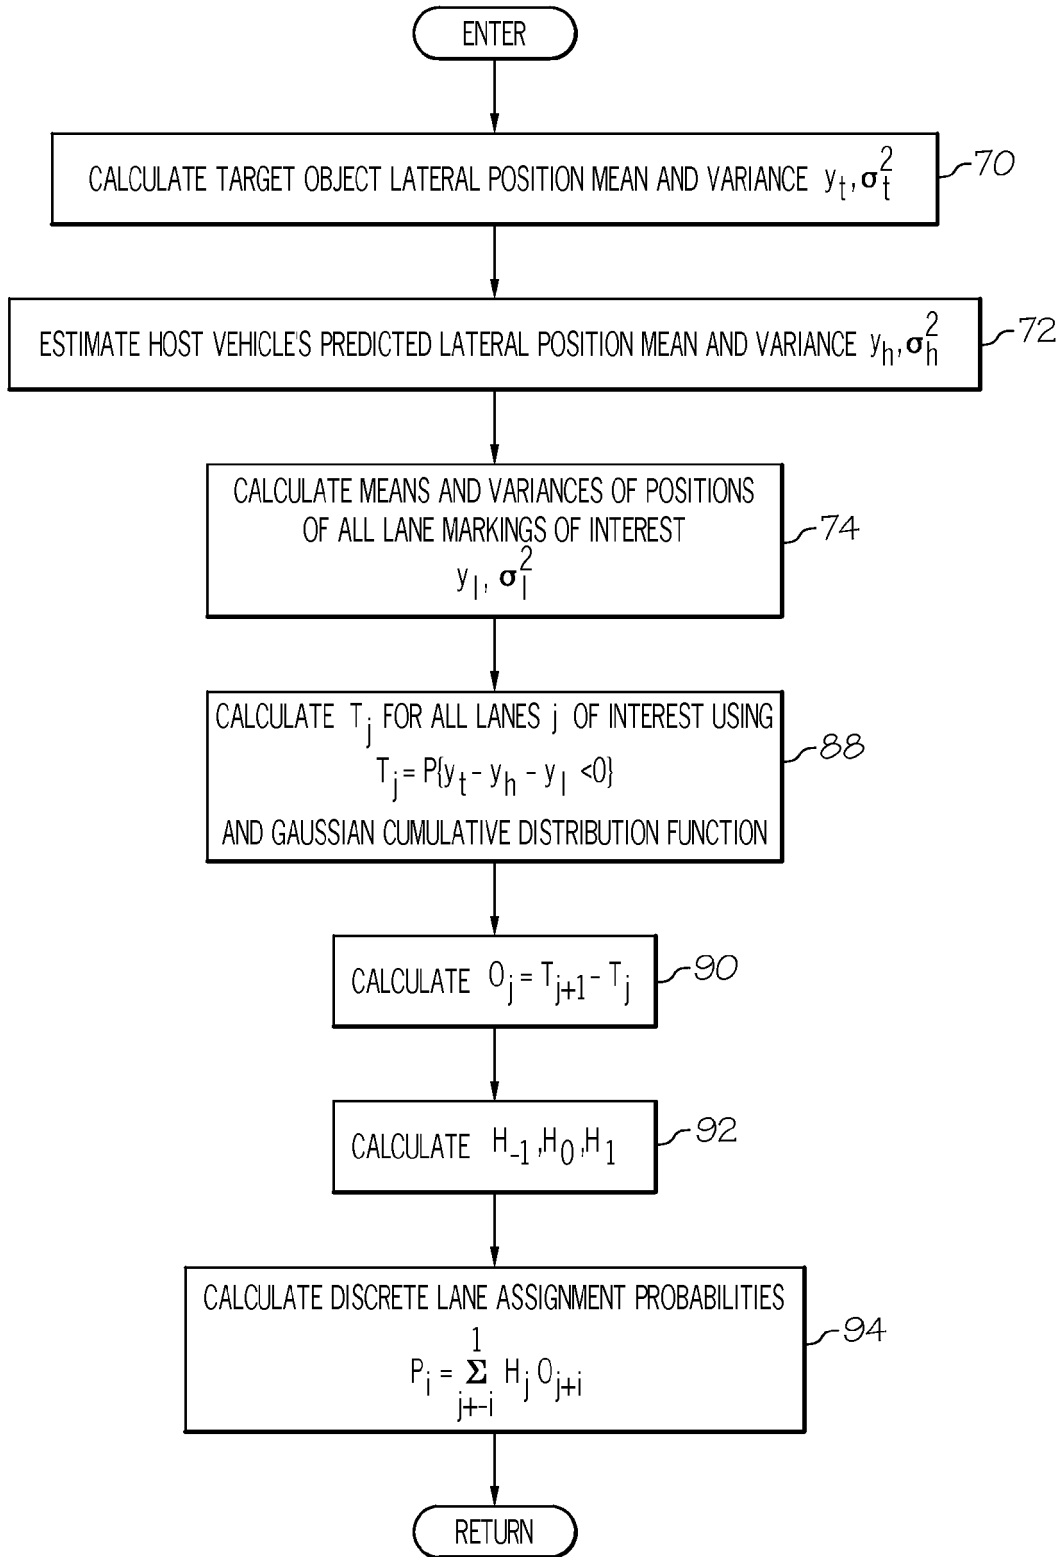 ENTER
CALCULATE TARGET OBJECT LATERAL POSITION MEAN AND VARIANCE y_t, σ_t^2
70
ESTIMATE HOST VEHICLE'S PREDICTED LATERAL POSITION MEAN AND VARIANCE y_h, σ_h^2
72
CALCULATE MEANS AND VARIANCES OF POSITIONS
OF ALL LANE MARKINGS OF INTEREST
y_l, σ_l^2
74
CALCULATE T_j FOR ALL LANES j OF INTEREST USING
T_j = P{y_t - y_h - y_l <0}
AND GAUSSIAN CUMULATIVE DISTRIBUTION FUNCTION
88
CALCULATE O_j = T_{j+1} - T_j
90
CALCULATE H_{-1}, H_0, H_1
92
CALCULATE DISCRETE LANE ASSIGNMENT PROBABILITIES
P_i = Σ_{j+-i}^{1} H_j O_{j+i}
94
RETURN